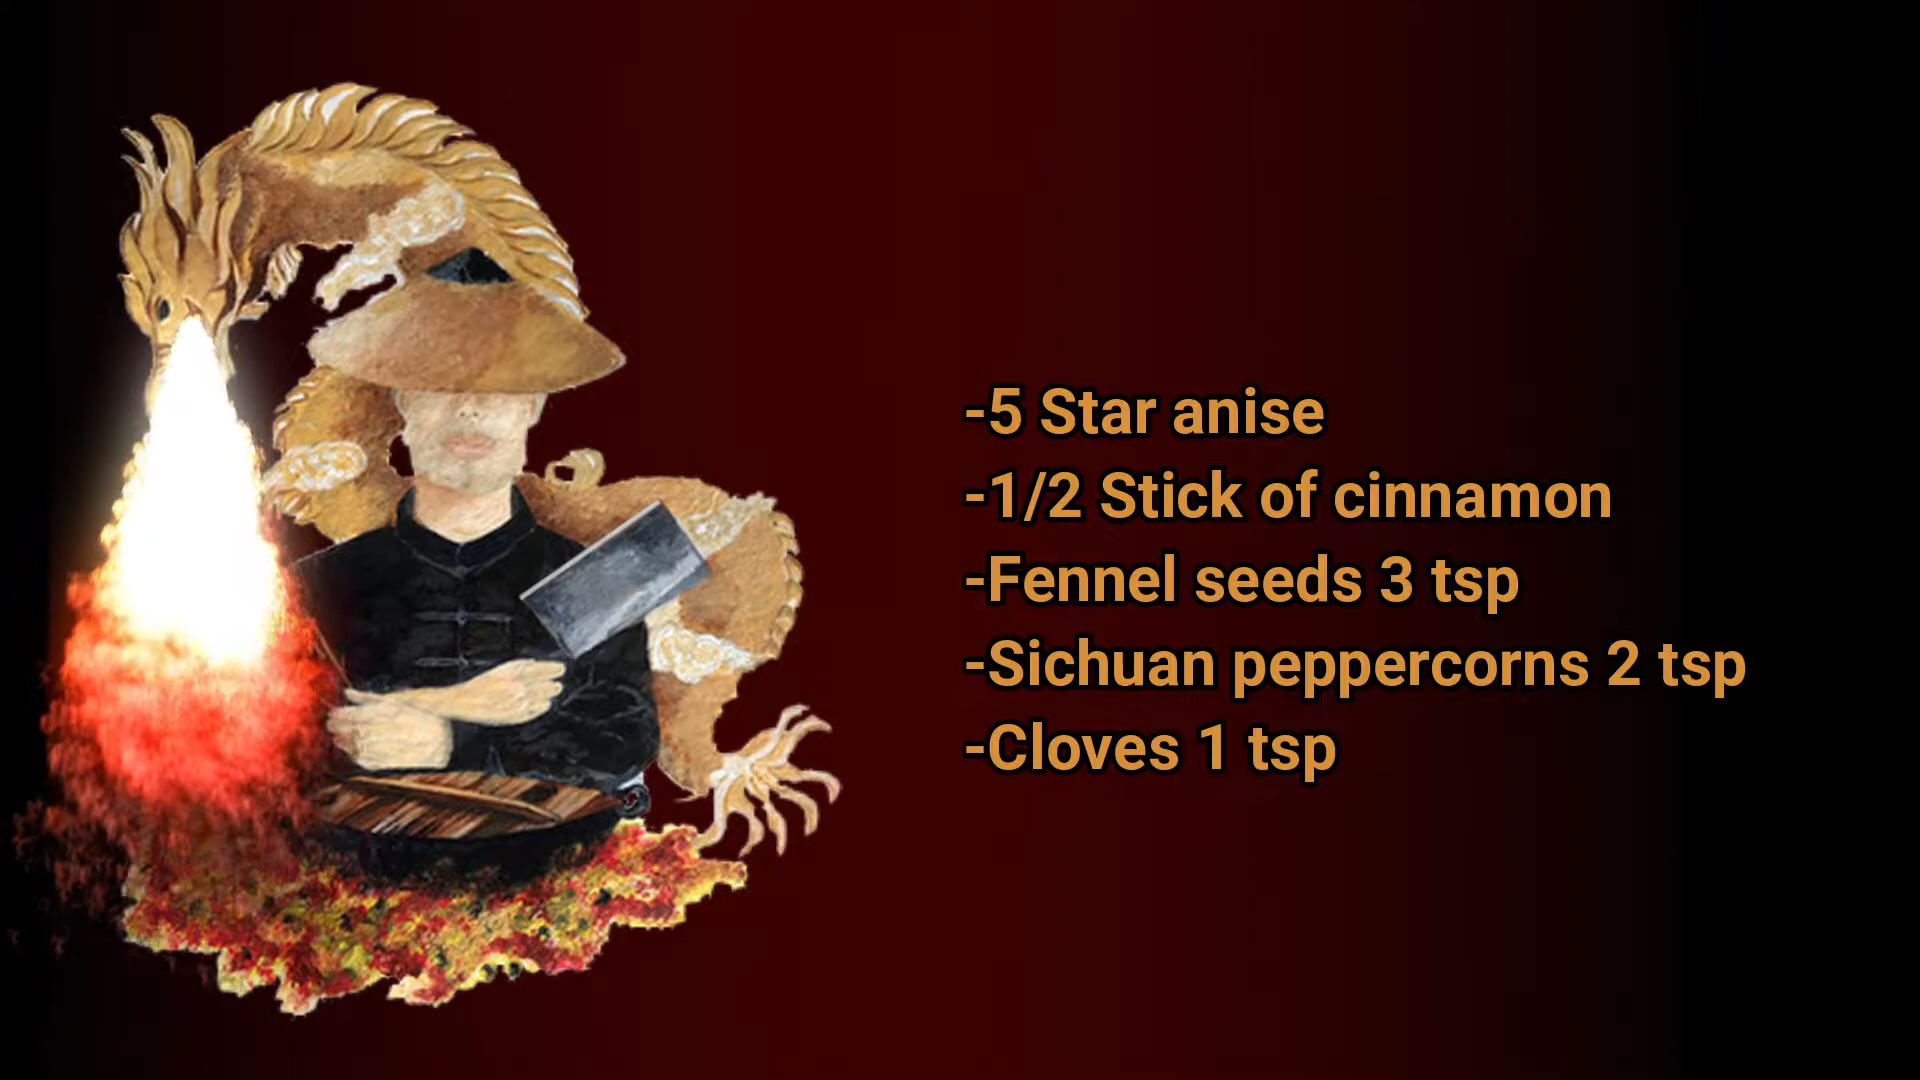 -5 Star anise
-1/2 Stick of cinnamon
-Fennel seeds 3 tsp
-Sichuan peppercorns 2 tsp
-Cloves 1 tsp